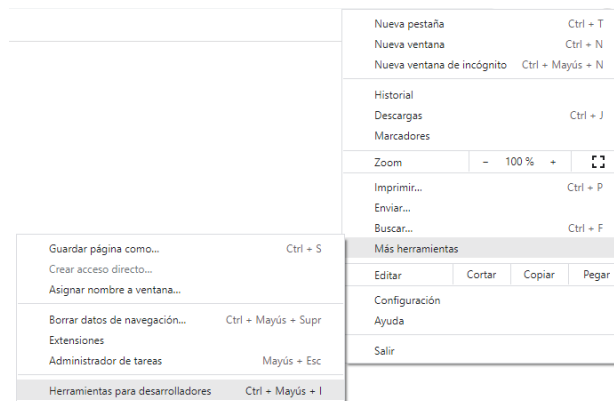 Nueva pestaña Ctrl + T
Nueva ventana Ctrl + N
Nueva ventana de incógnito Ctrl + Mayús + N
Historial
Descargas Ctrl + J
Marcadores
Zoom − 100 % +
Imprimir... Ctrl + P
Enviar...
Buscar... Ctrl + F
Más herramientas
Editar Cortar Copiar Pegar
Configuración
Ayuda
Salir
Guardar página como... Ctrl + S
Crear acceso directo...
Asignar nombre a ventana...
Borrar datos de navegación... Ctrl + Mayús + Supr
Extensiones
Administrador de tareas Mayús + Esc
Herramientas para desarrolladores Ctrl + Mayús + I